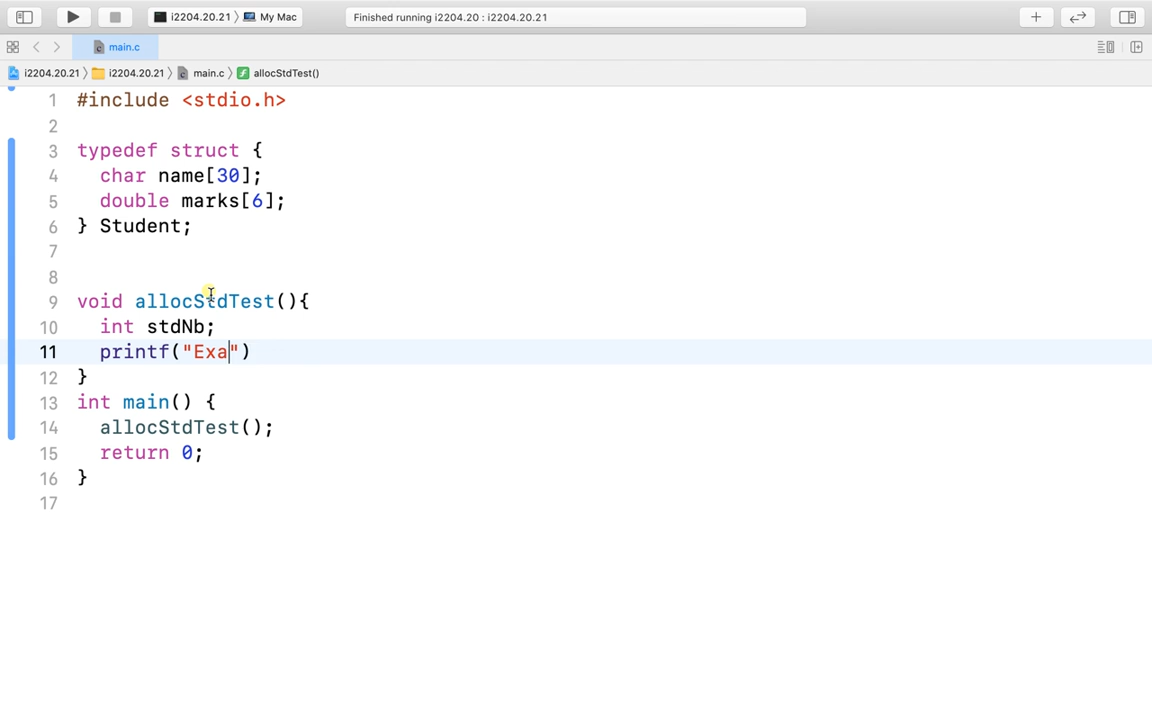 i2204.20.21 〉 My Mac
Finished running i2204.20 : i2204.20.21
main.c
i2204.20.21 〉 i2204.20.21 〉 main.c 〉 allocStdTest()
1 #include <stdio.h>
2
3 typedef struct {
4   char name[30];
5   double marks[6];
6 } Student;
7
8
9 void allocStdTest(){
10   int stdNb;
11   printf("Exa")
12 }
13 int main() {
14   allocStdTest();
15   return 0;
16 }
17